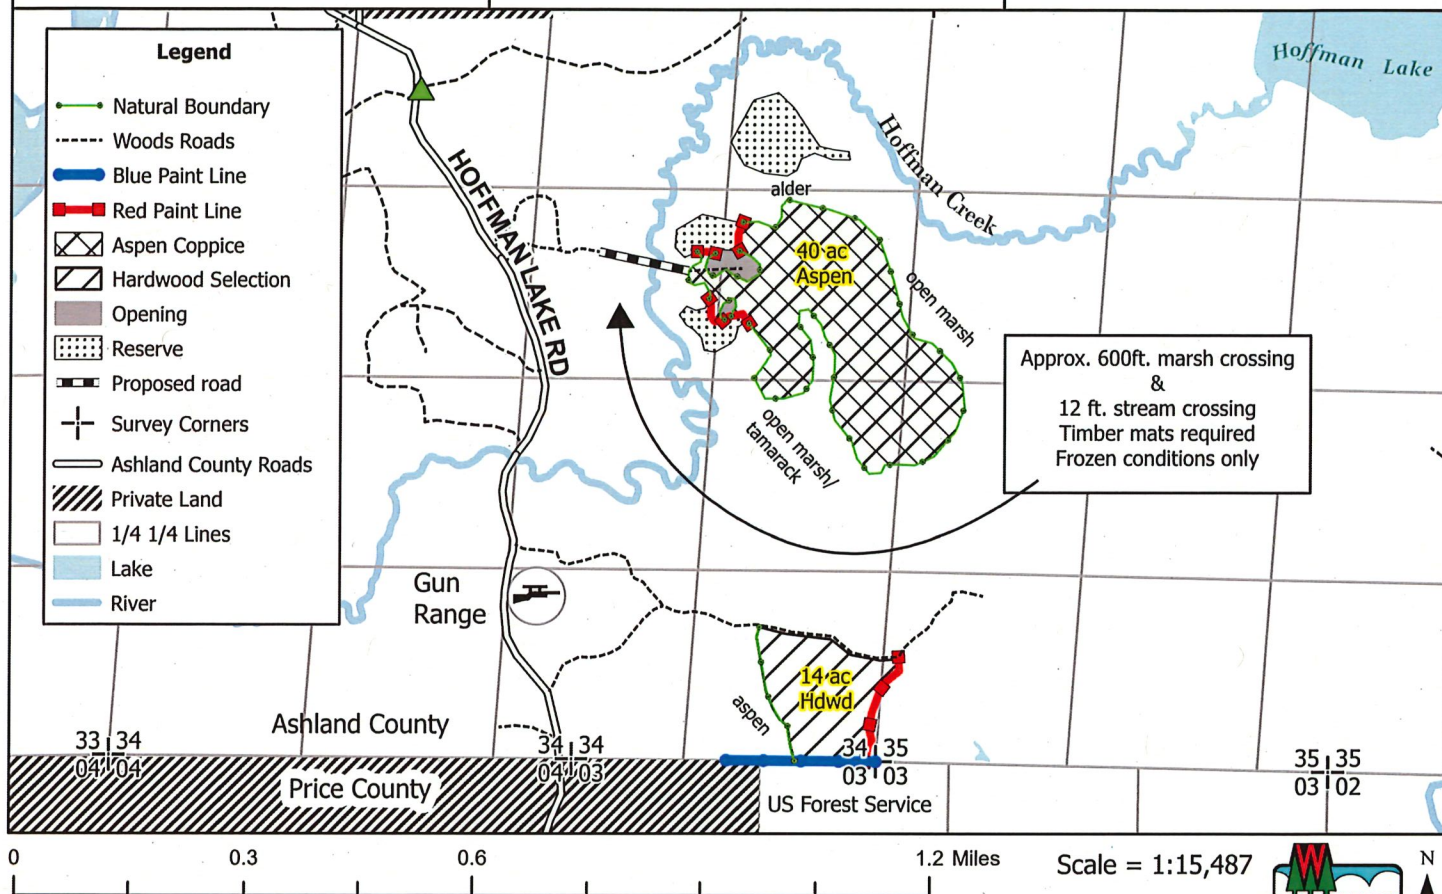 Legend
Natural Boundary
Woods Roads
Blue Paint Line
Red Paint Line
Aspen Coppice
Hardwood Selection
Opening
Reserve
Proposed road
Survey Corners
Ashland County Roads
Private Land
1/4 1/4 Lines
Lake
River
Hoffman Lake
Hoffman Creek
HOFFMAN LAKE RD
alder
40 ac
Aspen
open marsh
open marsh/
tamarack
Approx. 600ft. marsh crossing
&
12 ft. stream crossing
Timber mats required
Frozen conditions only
Gun
Range
14 ac
Hdwd
aspen
Ashland County
Price County
US Forest Service
33 34
04 04
34 34
04 03
34 35
03 03
35 35
03 02
0 0.3 0.6 1.2 Miles
Scale = 1:15,487
W
N